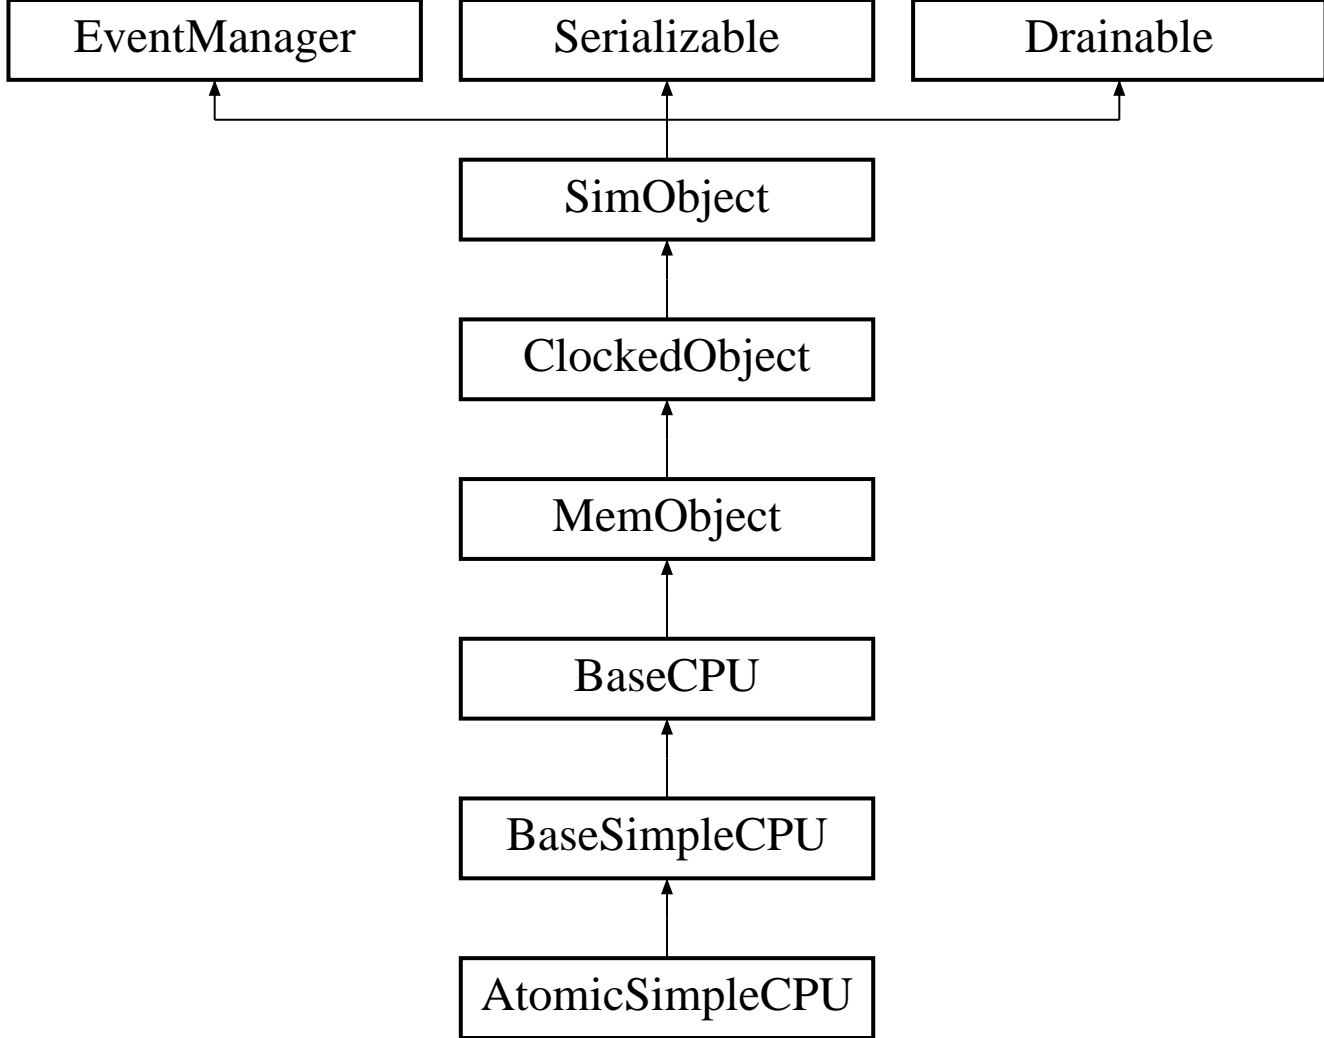 EventManager
Serializable
Drainable
SimObject
ClockedObject
MemObject
BaseCPU
BaseSimpleCPU
AtomicSimpleCPU